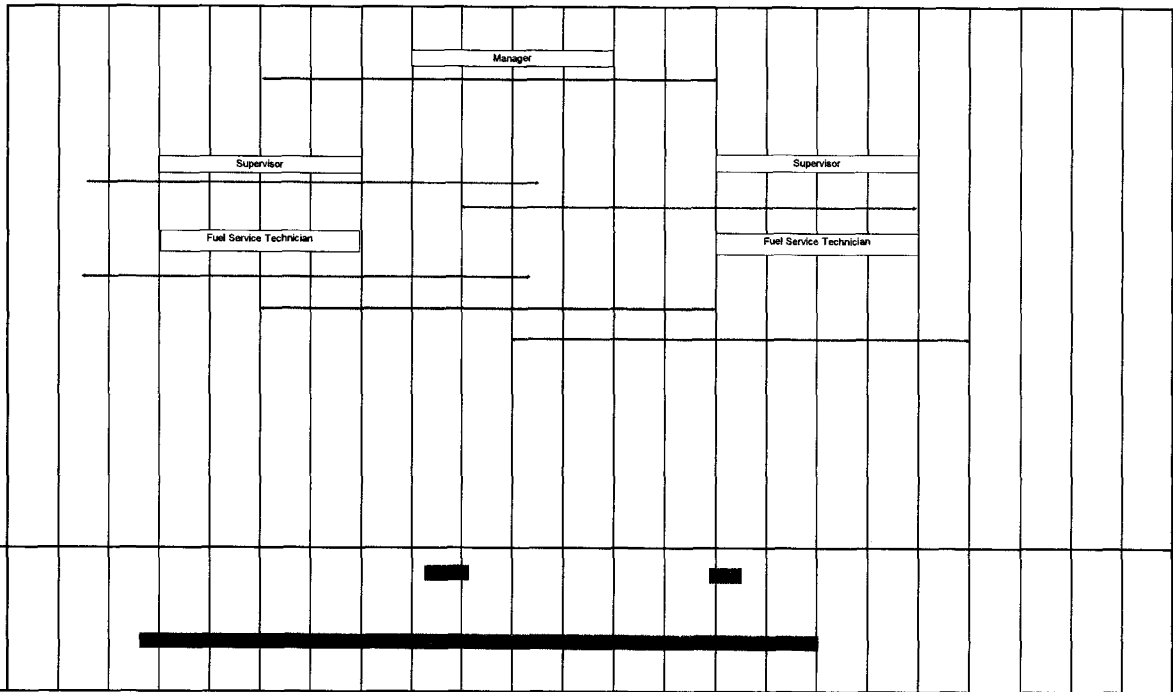 Manager
Supervisor
Supervisor
Fuel Service Technician
Fuel Service Technician